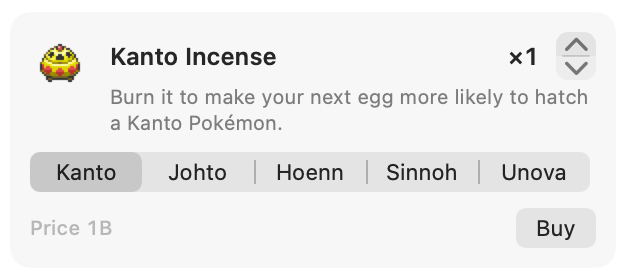 Kanto Incense
×1
Burn it to make your next egg more likely to hatch
a Kanto Pokémon.
Kanto Johto Hoenn Sinnoh Unova
Price 1B
Buy